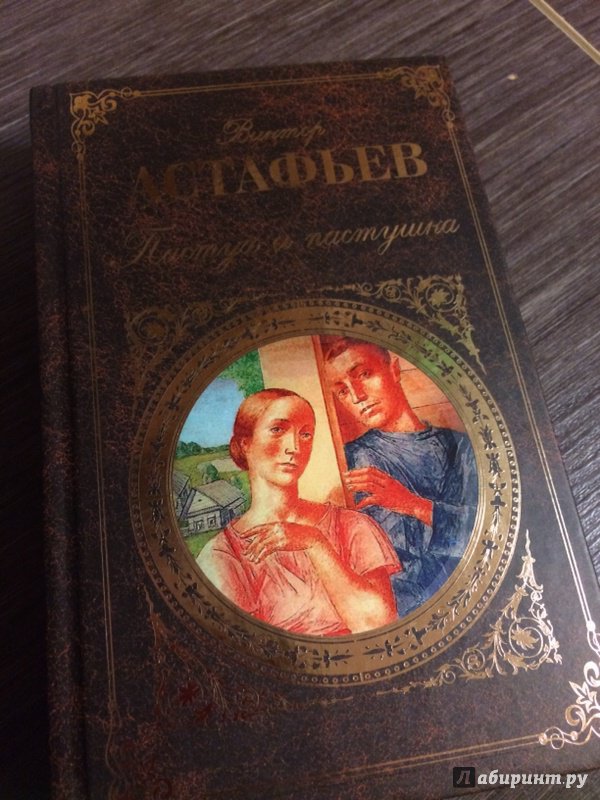 Виктор
АСТАФЬЕВ
Пастух и пастушка
Лабиринт.ру